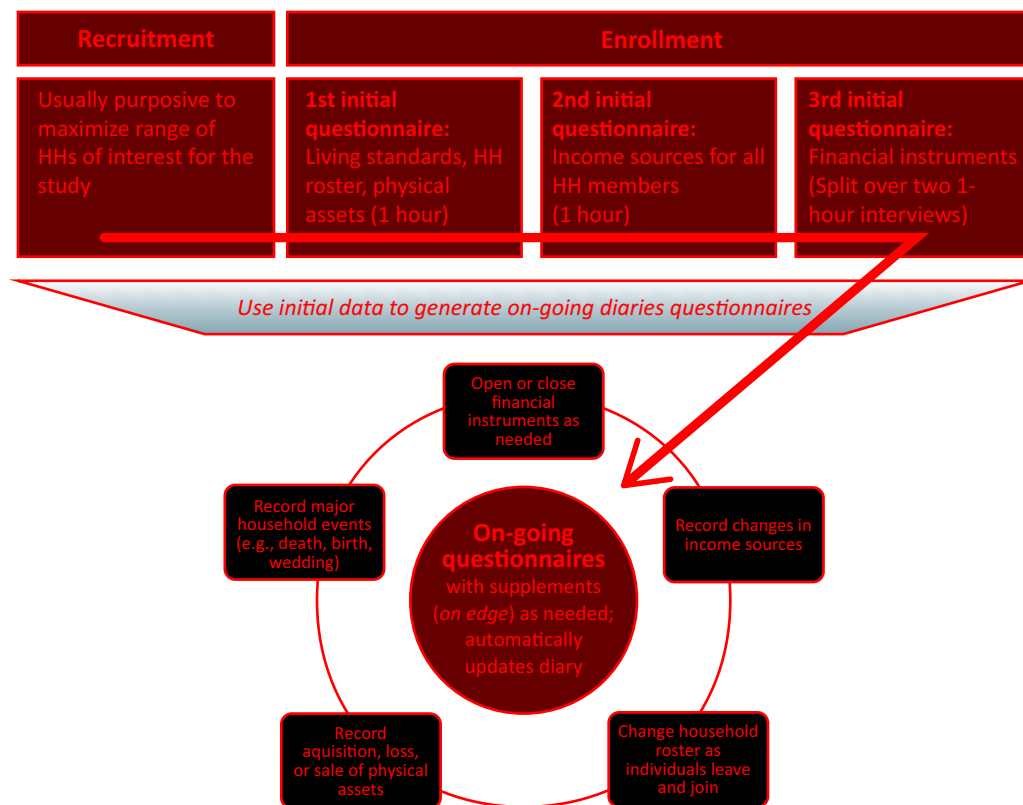 Recruitment
Enrollment
Usually purposive to
maximize range of
HHs of interest for the
study
1st initial
questionnaire:
Living standards, HH
roster, physical
assets (1 hour)
2nd initial
questionnaire:
Income sources for all
HH members
(1 hour)
3rd initial
questionnaire:
Financial instruments
(Split over two 1-
hour interviews)
Use initial data to generate on-going diaries questionnaires
Open or close
financial
instruments as
needed
Record major
household events
(e.g., death, birth,
wedding)
Record changes in
income sources
On-going
questionnaires
with supplements
(on edge) as needed;
automatically
updates diary
Record
aquisition, loss,
or sale of physical
assets
Change household
roster as
individuals leave
and join